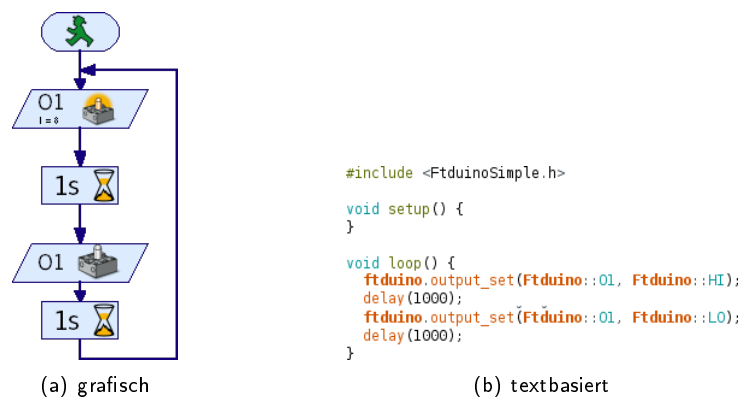 O1
I = 8
1s
O1
1s
(a) grafisch
#include <FtduinoSimple.h>
void setup() {
}
void loop() {
ftduino.output_set(Ftduino::O1, Ftduino::HI);
delay(1000);
ftduino.output_set(Ftduino::O1, Ftduino::LO);
delay(1000);
}
(b) textbasiert